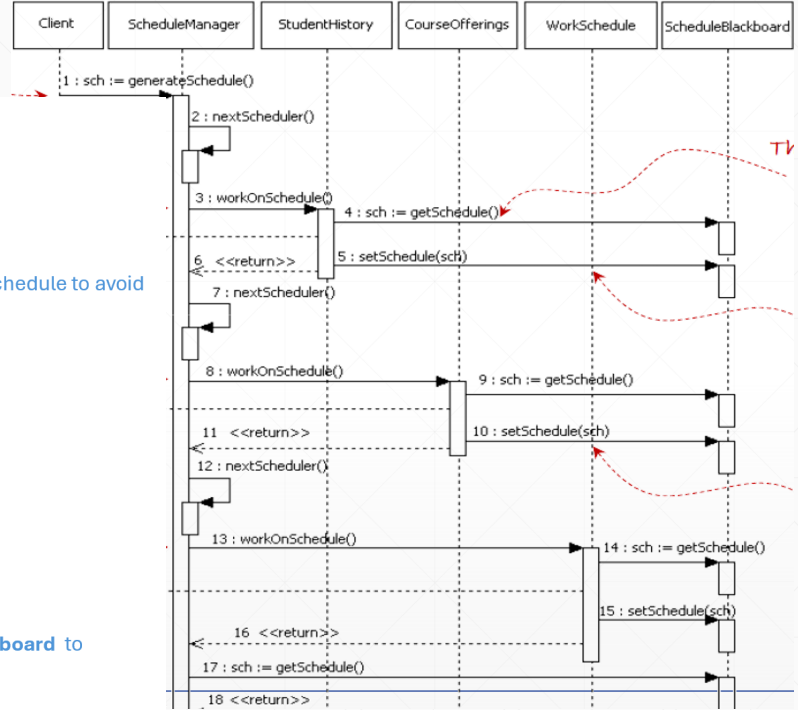 Client ScheduleManager StudentHistory CourseOfferings WorkSchedule ScheduleBlackboard
1 : sch := generateSchedule()
2 : nextScheduler()
3 : workOnSchedule()
4 : sch := getSchedule()
5 : setSchedule(sch)
6 <<return>>
chedule to avoid
7 : nextScheduler()
8 : workOnSchedule()
9 : sch := getSchedule()
10 : setSchedule(sch)
11 <<return>>
12 : nextScheduler()
13 : workOnSchedule()
14 : sch := getSchedule()
15 : setSchedule(sch)
16 <<return>>
board to
17 : sch := getSchedule()
18 <<return>>